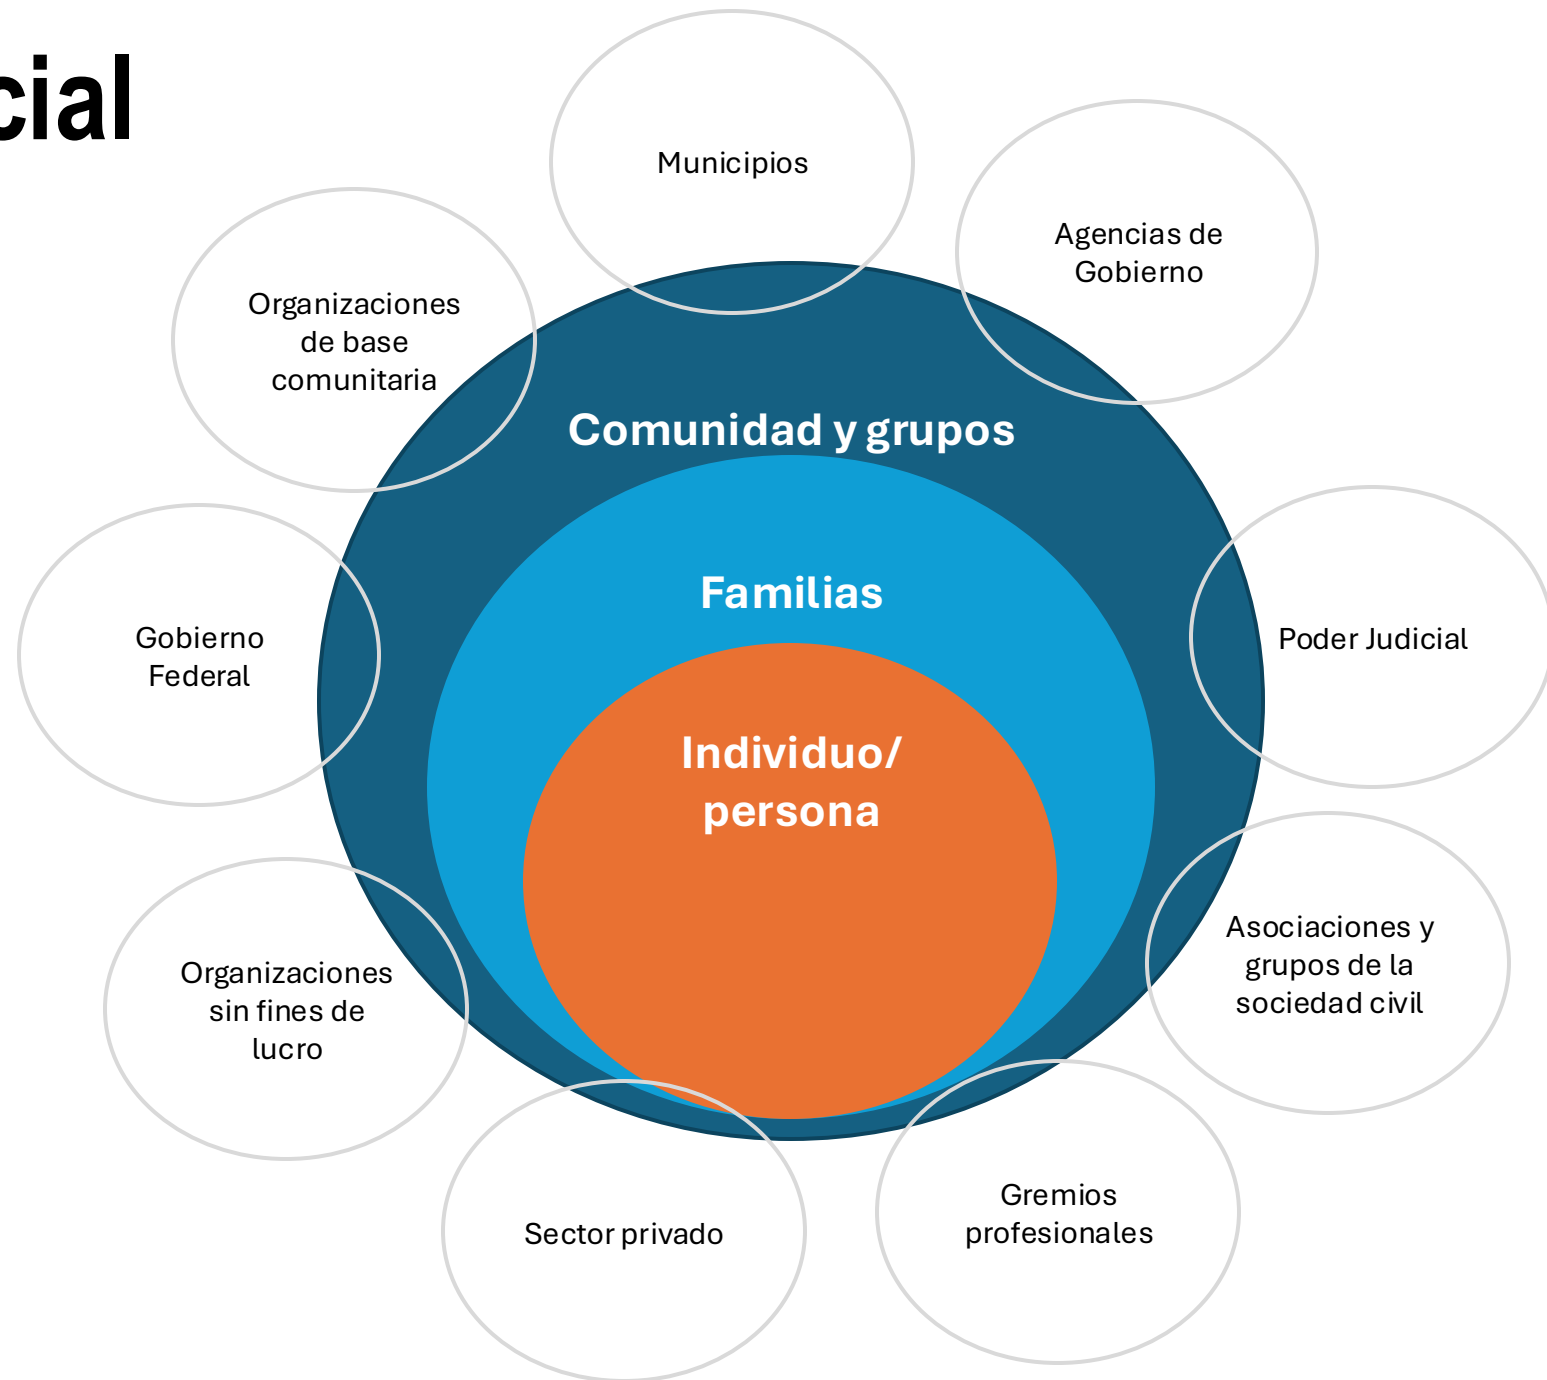 cial
Municipios
Agencias de
Gobierno
Organizaciones
de base
comunitaria
Comunidad y grupos
Familias
Gobierno
Federal
Poder Judicial
Individuo/
persona
Asociaciones y
grupos de la
sociedad civil
Organizaciones
sin fines de
lucro
Gremios
profesionales
Sector privado